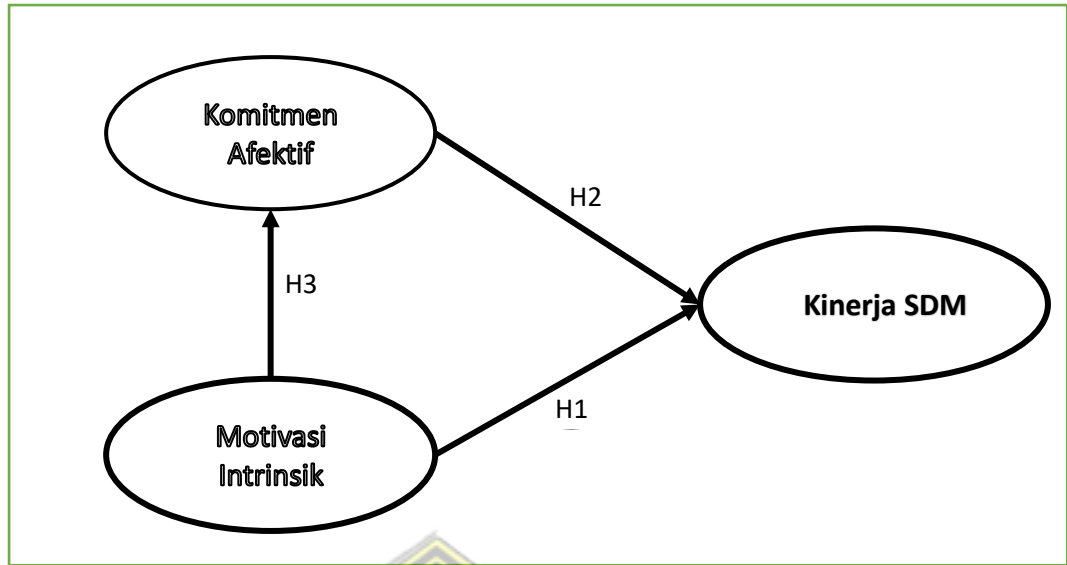 Komitmen
Afektif
H2
H3
Kinerja SDM
H1
Motivasi
Intrinsik